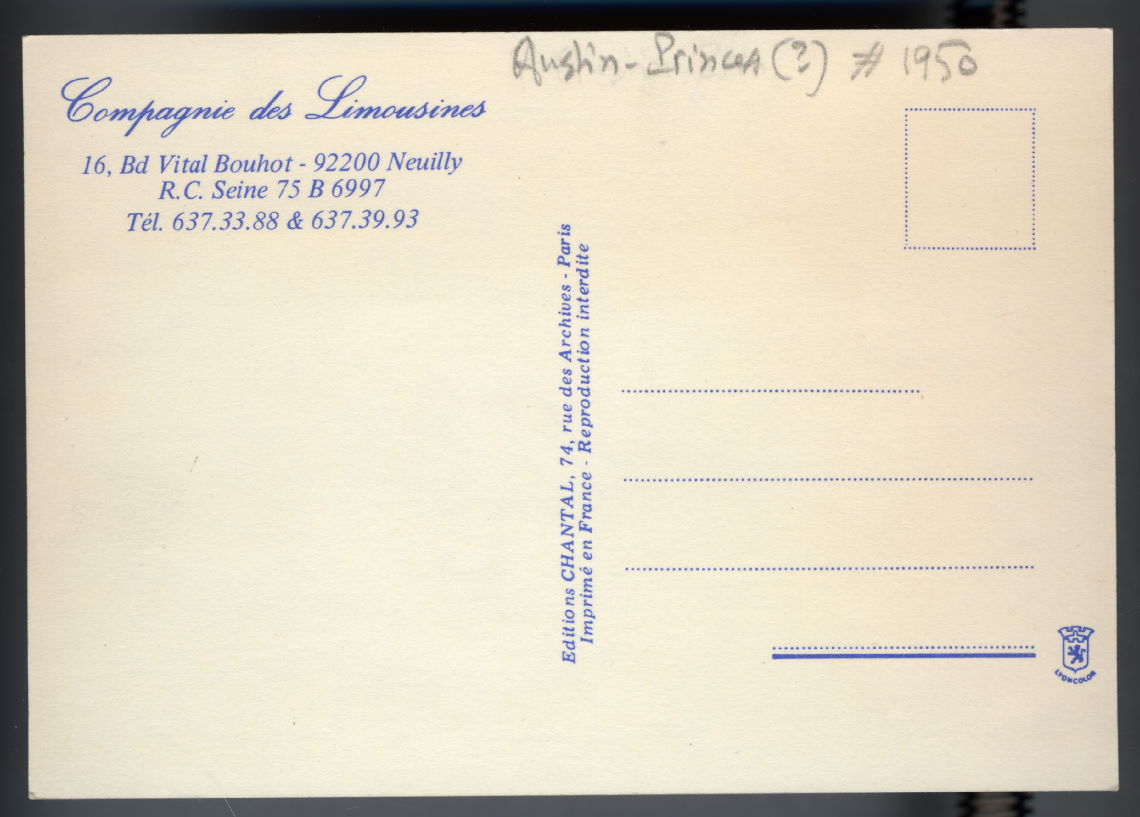 Austin-Princess (?) # 1950
Compagnie des Limousines
16, Bd Vital Bouhot - 92200 Neuilly
R.C. Seine 75 B 6997
Tél. 637.33.88 & 637.39.93
Editions CHANTAL, 74, rue des Archives - Paris
Imprimé en France - Reproduction interdite
LYONCOLOR